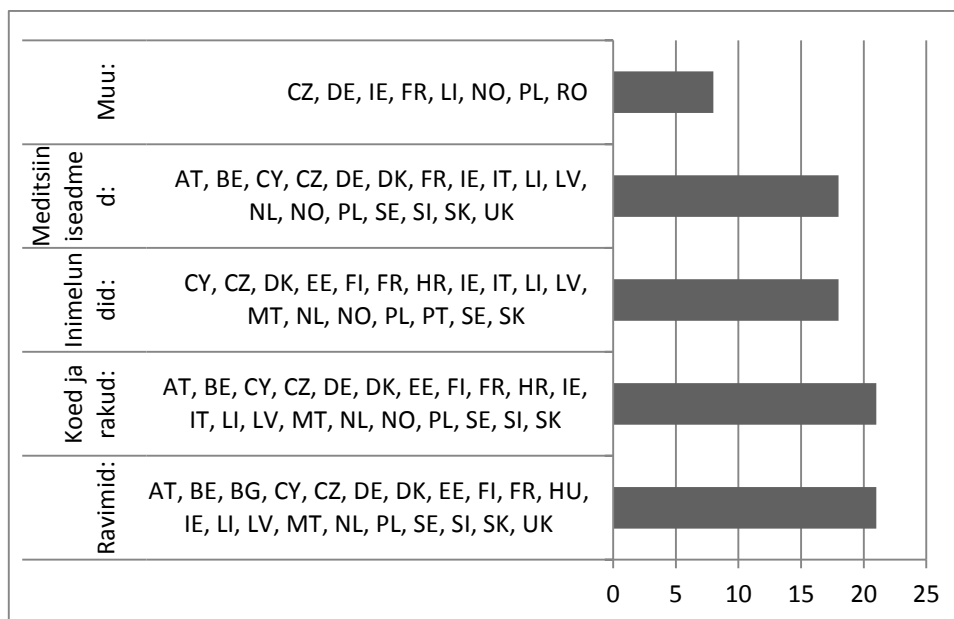 Muu:
CZ, DE, IE, FR, LI, NO, PL, RO
Meditsiin
iseadme
d:
AT, BE, CY, CZ, DE, DK, FR, IE, IT, LI, LV,
NL, NO, PL, SE, SI, SK, UK
Inimelun
did:
CY, CZ, DK, EE, FI, FR, HR, IE, IT, LI, LV,
MT, NL, NO, PL, PT, SE, SK
Koed ja
rakud:
AT, BE, CY, CZ, DE, DK, EE, FI, FR, HR, IE,
IT, LI, LV, MT, NL, NO, PL, SE, SI, SK
Ravimid:
AT, BE, BG, CY, CZ, DE, DK, EE, FI, FR, HU,
IE, LI, LV, MT, NL, PL, SE, SI, SK, UK
0 5 10 15 20 25